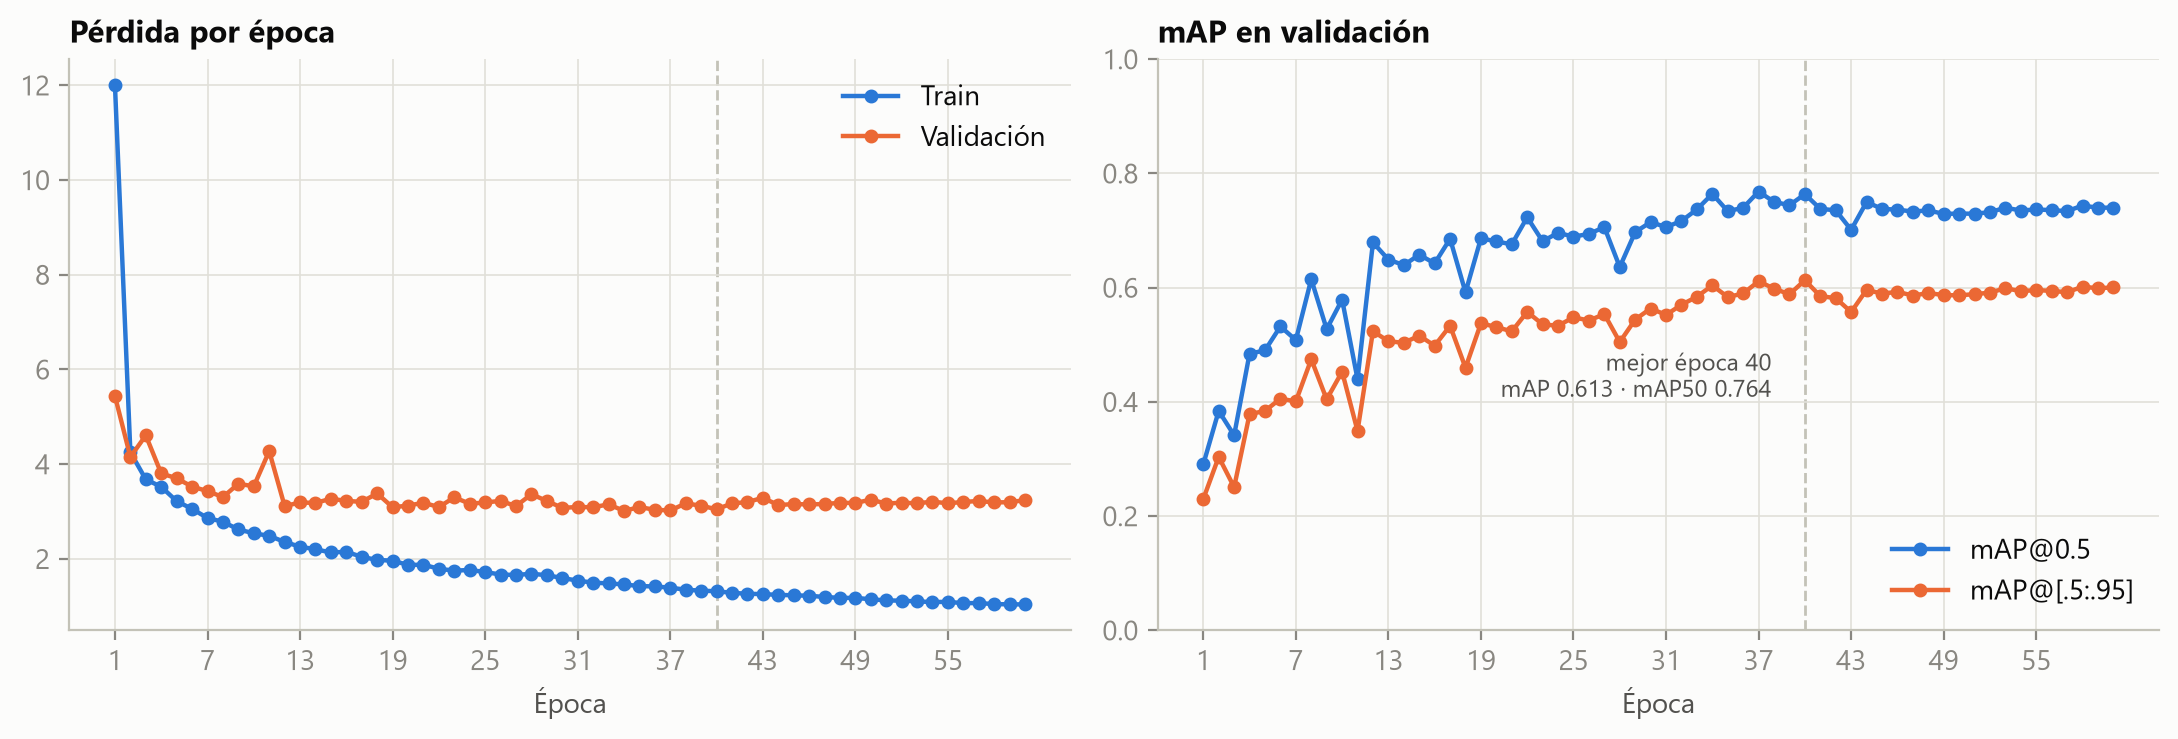 Pérdida por época
12
10
8
6
4
2
Train
Validación
1 7 13 19 25 31 37 43 49 55
Época
mAP en validación
1.0
0.8
0.6
0.4
0.2
0.0
mejor época 40
mAP 0.613 · mAP50 0.764
mAP@0.5
mAP@[.5:.95]
1 7 13 19 25 31 37 43 49 55
Época